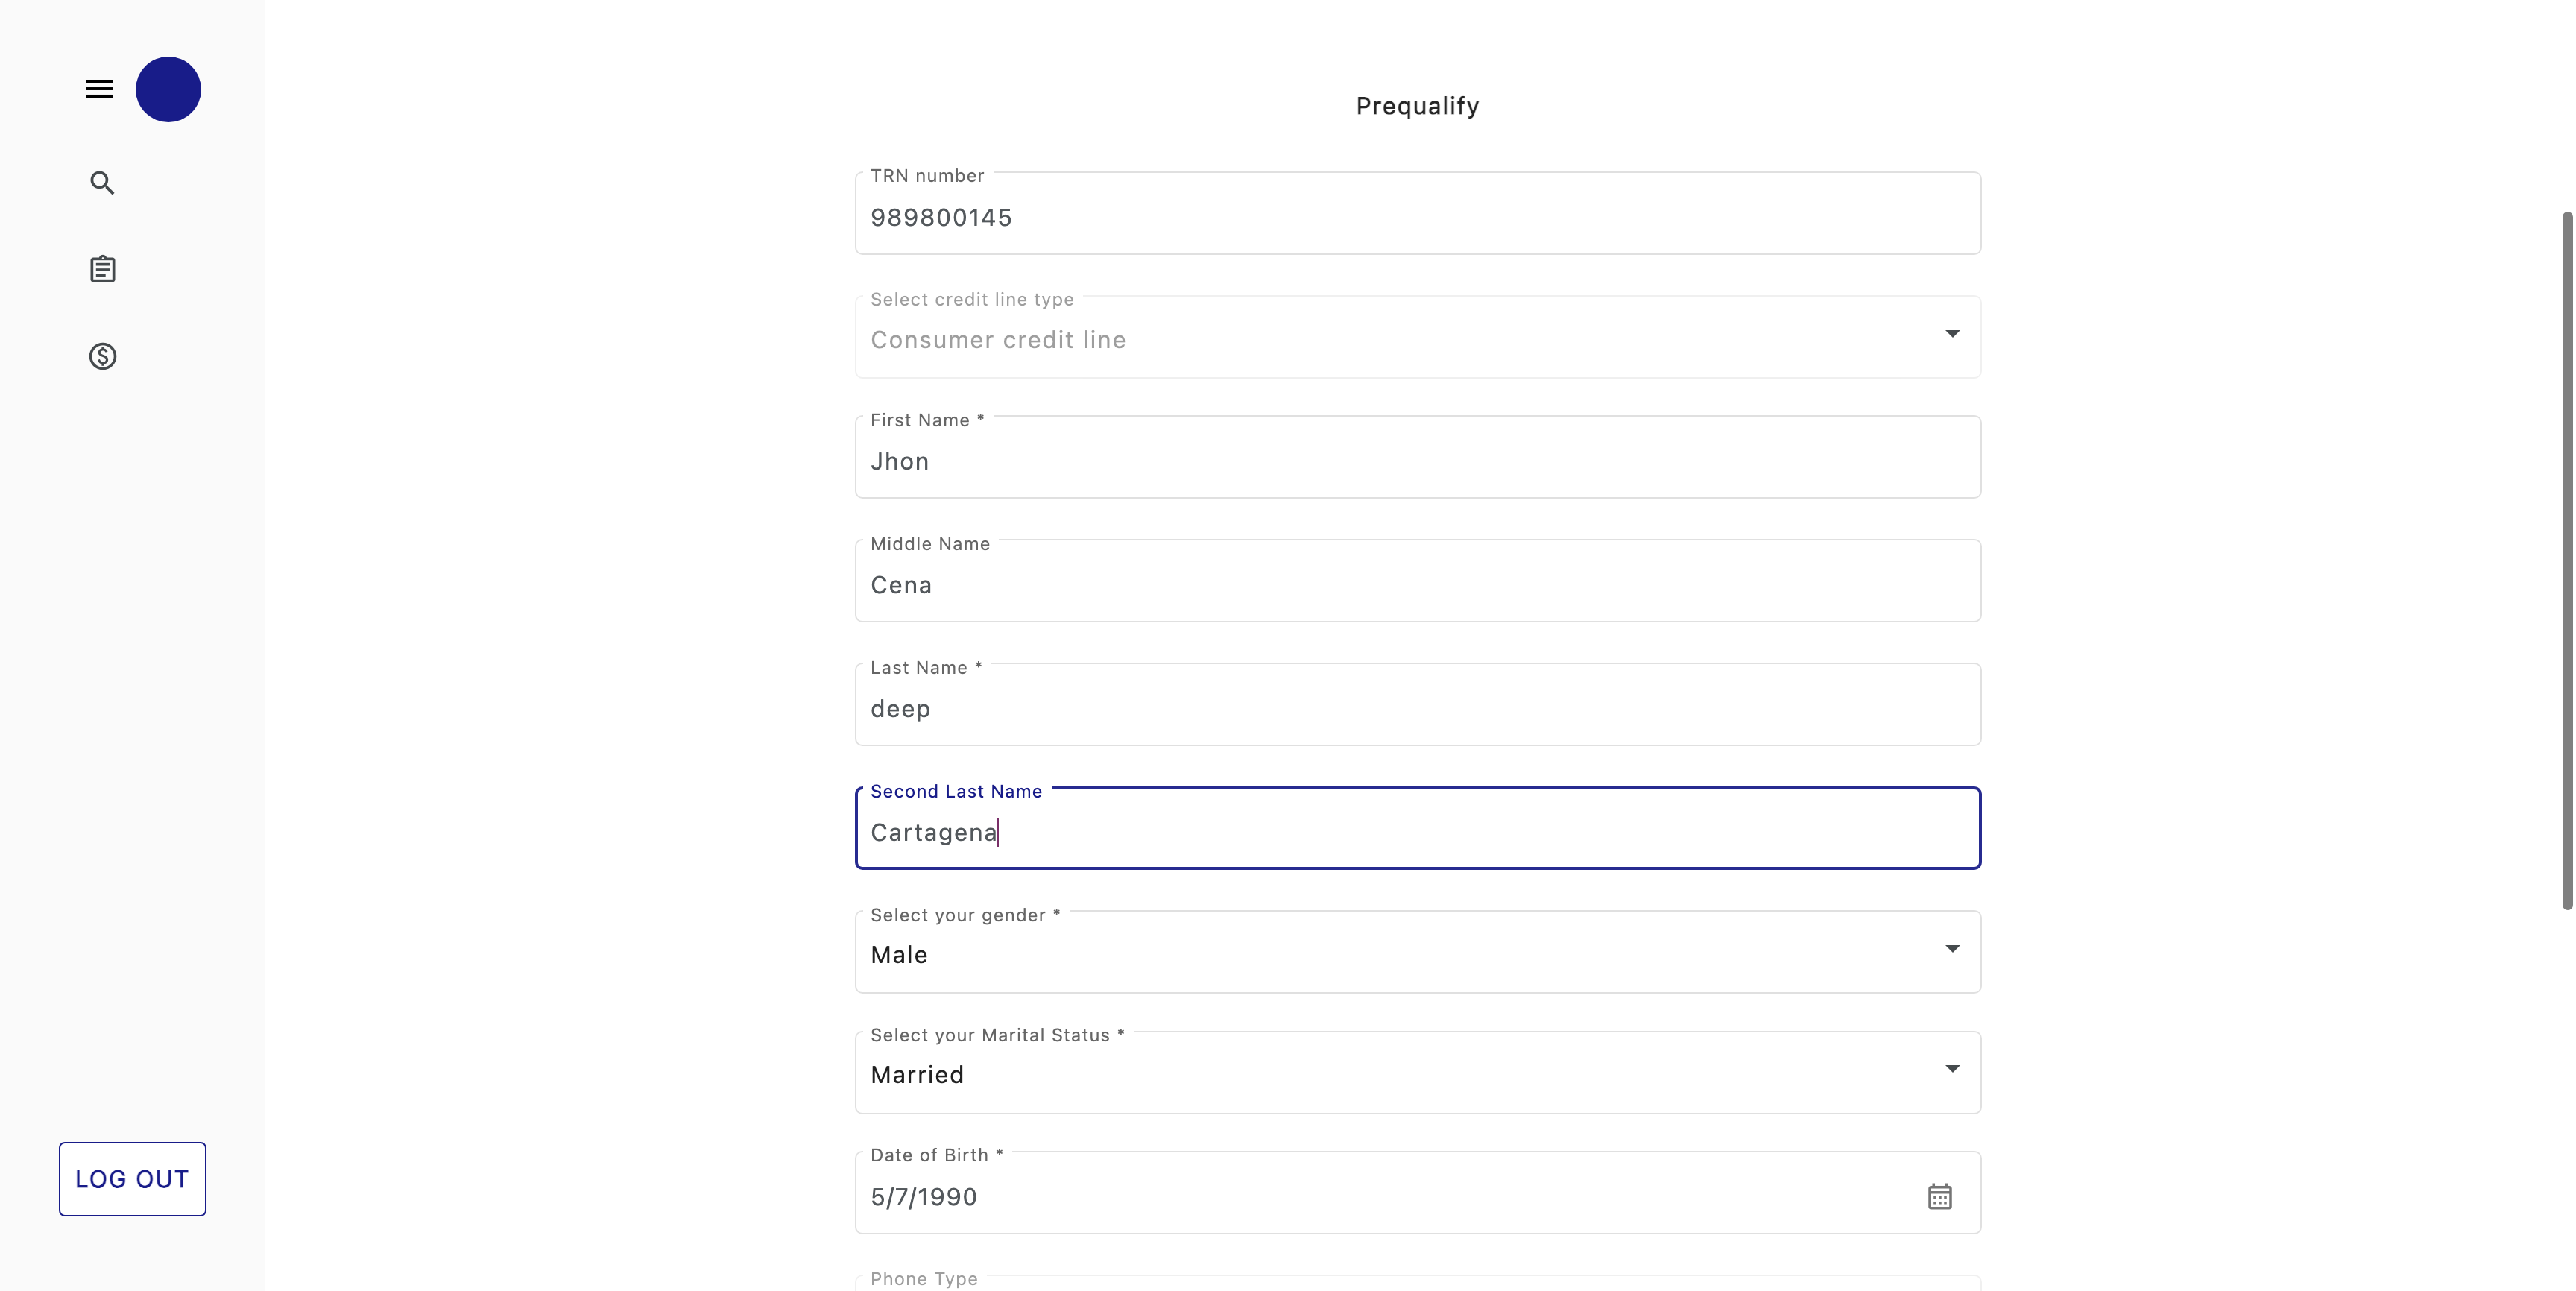 Prequalify
TRN number
989800145
Select credit line type
Consumer credit line
First Name *
Jhon
Middle Name
Cena
Last Name *
deep
Second Last Name
Cartagena
Select your gender *
Male
Select your Marital Status *
Married
Date of Birth *
5/7/1990
Phone Type
LOG OUT